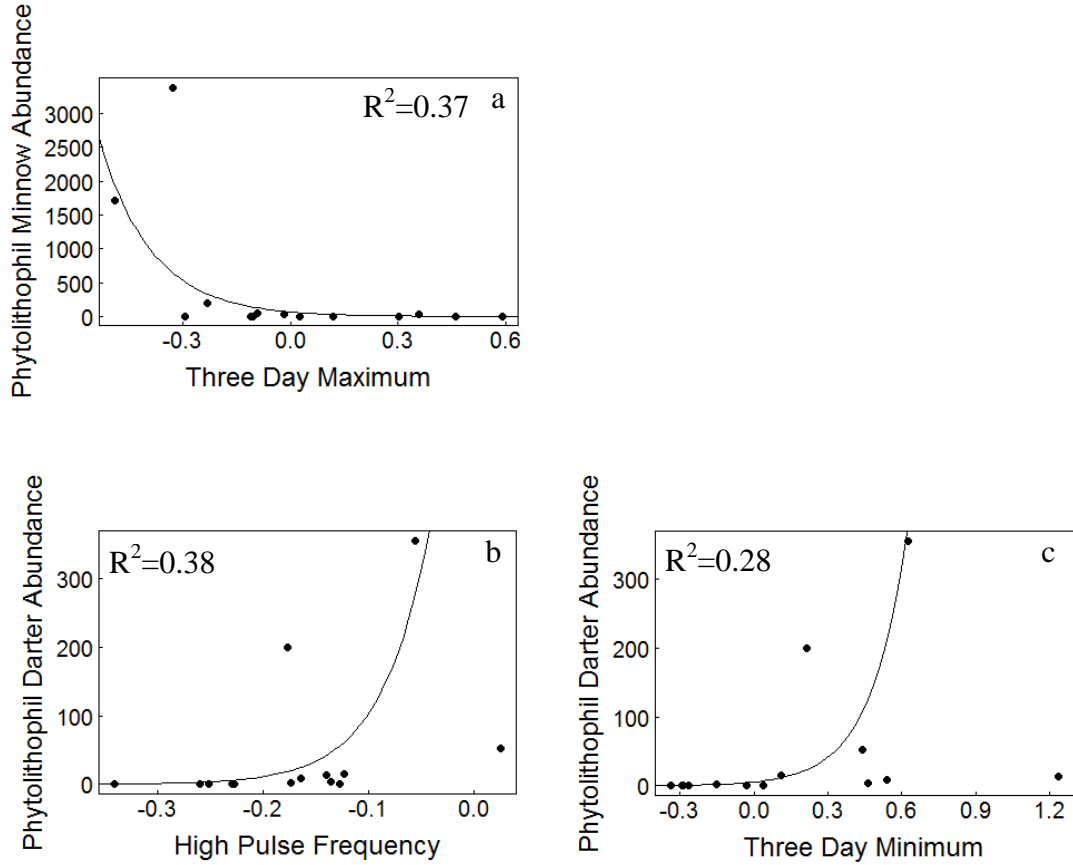 R²=0.37
a
Phytolithophil Minnow Abundance
3000
2500
2000
1500
1000
500
0
-0.3 0.0 0.3 0.6
Three Day Maximum
R²=0.38
b
Phytolithophil Darter Abundance
300
200
100
0
-0.3 -0.2 -0.1 0.0
High Pulse Frequency
R²=0.28
c
Phytolithophil Darter Abundance
300
200
100
0
-0.3 0.0 0.3 0.6 0.9 1.2
Three Day Minimum